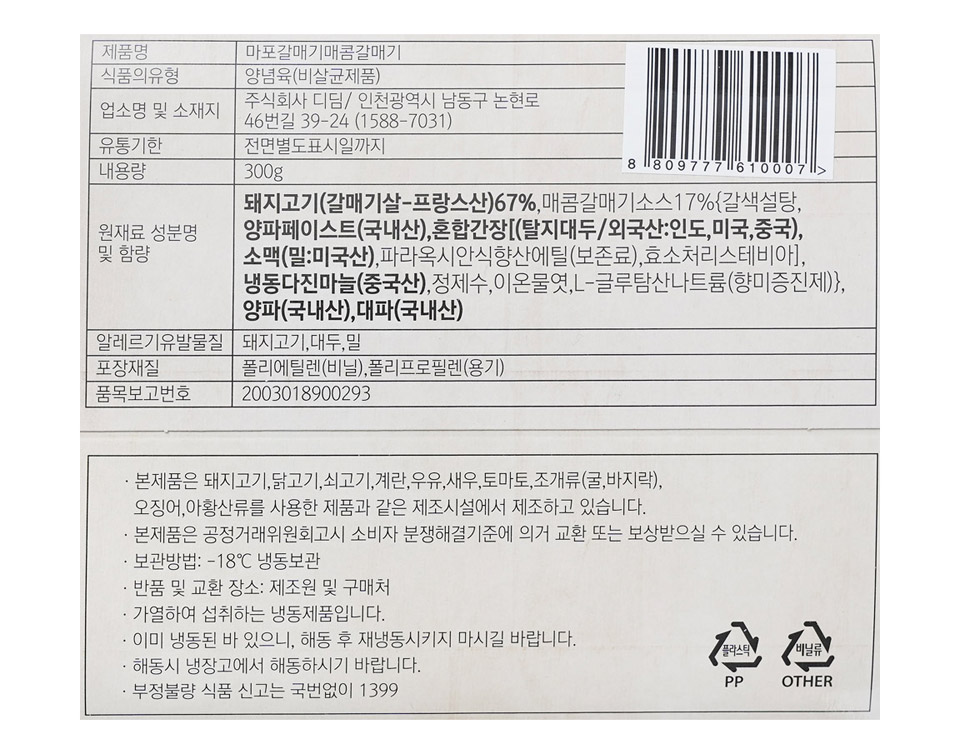 제품명 마포갈매기매콤갈매기
식품의유형 양념육(비살균제품)
업소명 및 소재지 주식회사 디딤/ 인천광역시 남동구 논현로
46번길 39-24 (1588-7031)
유통기한 전면별도표시일까지
내용량 300g
원재료 성분명
및 함량
돼지고기(갈매기살-프랑스산)67%,매콤갈매기소스17%{갈색설탕,
양파페이스트(국내산),혼합간장[(탈지대두/외국산:인도,미국,중국),
소맥(밀:미국산),파라옥시안식향산에틸(보존료),효소처리스테비아],
냉동다진마늘(중국산),정제수,이온물엿,L-글루탐산나트륨(향미증진제)},
양파(국내산),대파(국내산)
알레르기유발물질 돼지고기,대두,밀
포장재질 폴리에틸렌(비닐),폴리프로필렌(용기)
품목보고번호 2003018900293
8 809777 610007 >
· 본제품은 돼지고기,닭고기,쇠고기,계란,우유,새우,토마토,조개류(굴,바지락),
오징어,아황산류를 사용한 제품과 같은 제조시설에서 제조하고 있습니다.
· 본제품은 공정거래위원회고시 소비자 분쟁해결기준에 의거 교환 또는 보상받으실 수 있습니다.
· 보관방법: -18℃ 냉동보관
· 반품 및 교환 장소: 제조원 및 구매처
· 가열하여 섭취하는 냉동제품입니다.
· 이미 냉동된 바 있으니, 해동 후 재냉동시키지 마시길 바랍니다.
· 해동시 냉장고에서 해동하시기 바랍니다.
· 부정불량 식품 신고는 국번없이 1399
플라스틱
PP
비닐류
OTHER